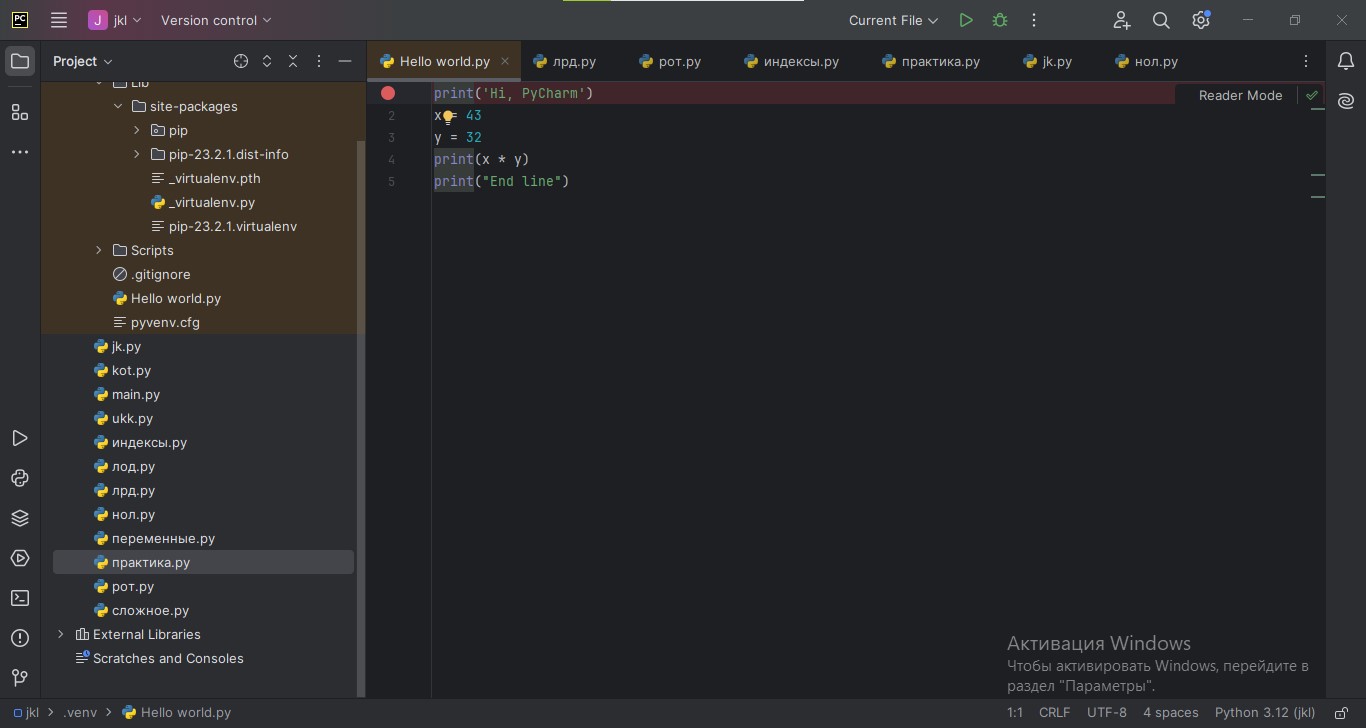 PC
J jkl Version control Current File
Project
Hello world.py лрд.py рот.py индексы.py практика.py jk.py нол.py
Lib
site-packages
pip
pip-23.2.1.dist-info
_virtualenv.pth
_virtualenv.py
pip-23.2.1.virtualenv
Scripts
.gitignore
Hello world.py
pyvenv.cfg
jk.py
kot.py
main.py
ukk.py
индексы.py
лод.py
лрд.py
нол.py
переменные.py
практика.py
рот.py
сложное.py
External Libraries
Scratches and Consoles
print('Hi, PyCharm')
2 x = 43
3 y = 32
4 print(x * y)
5 print("End line")
Reader Mode
Активация Windows
Чтобы активировать Windows, перейдите в
раздел "Параметры".
jkl .venv Hello world.py 1:1 CRLF UTF-8 4 spaces Python 3.12 (jkl)